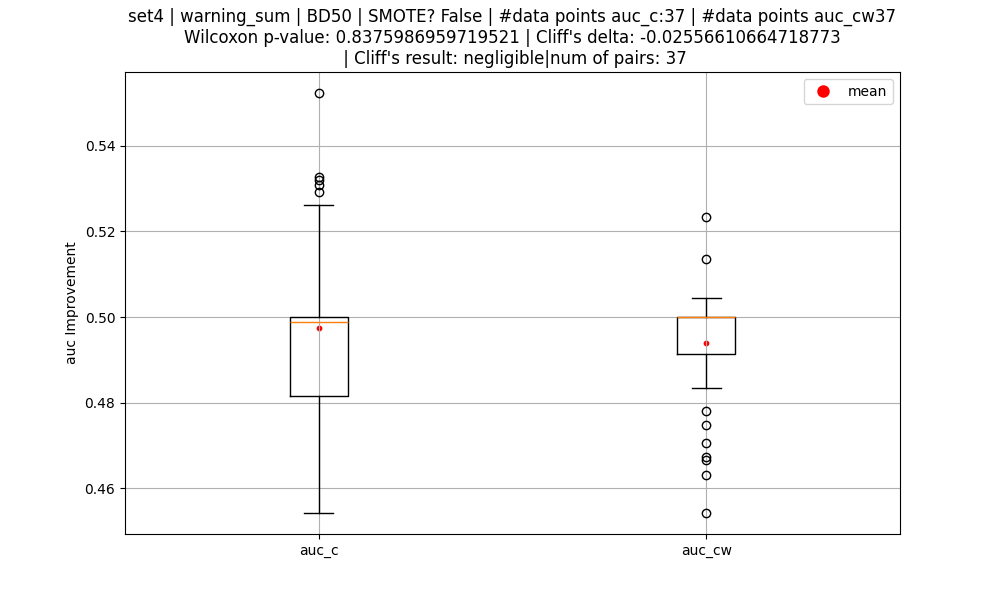 set4 | warning_sum | BD50 | SMOTE? False | #data points auc_c:37 | #data points auc_cw37
Wilcoxon p-value: 0.8375986959719521 | Cliff's delta: -0.02556610664718773
| Cliff's result: negligible|num of pairs: 37
mean
auc Improvement
0.54
0.52
0.50
0.48
0.46
auc_c
auc_cw